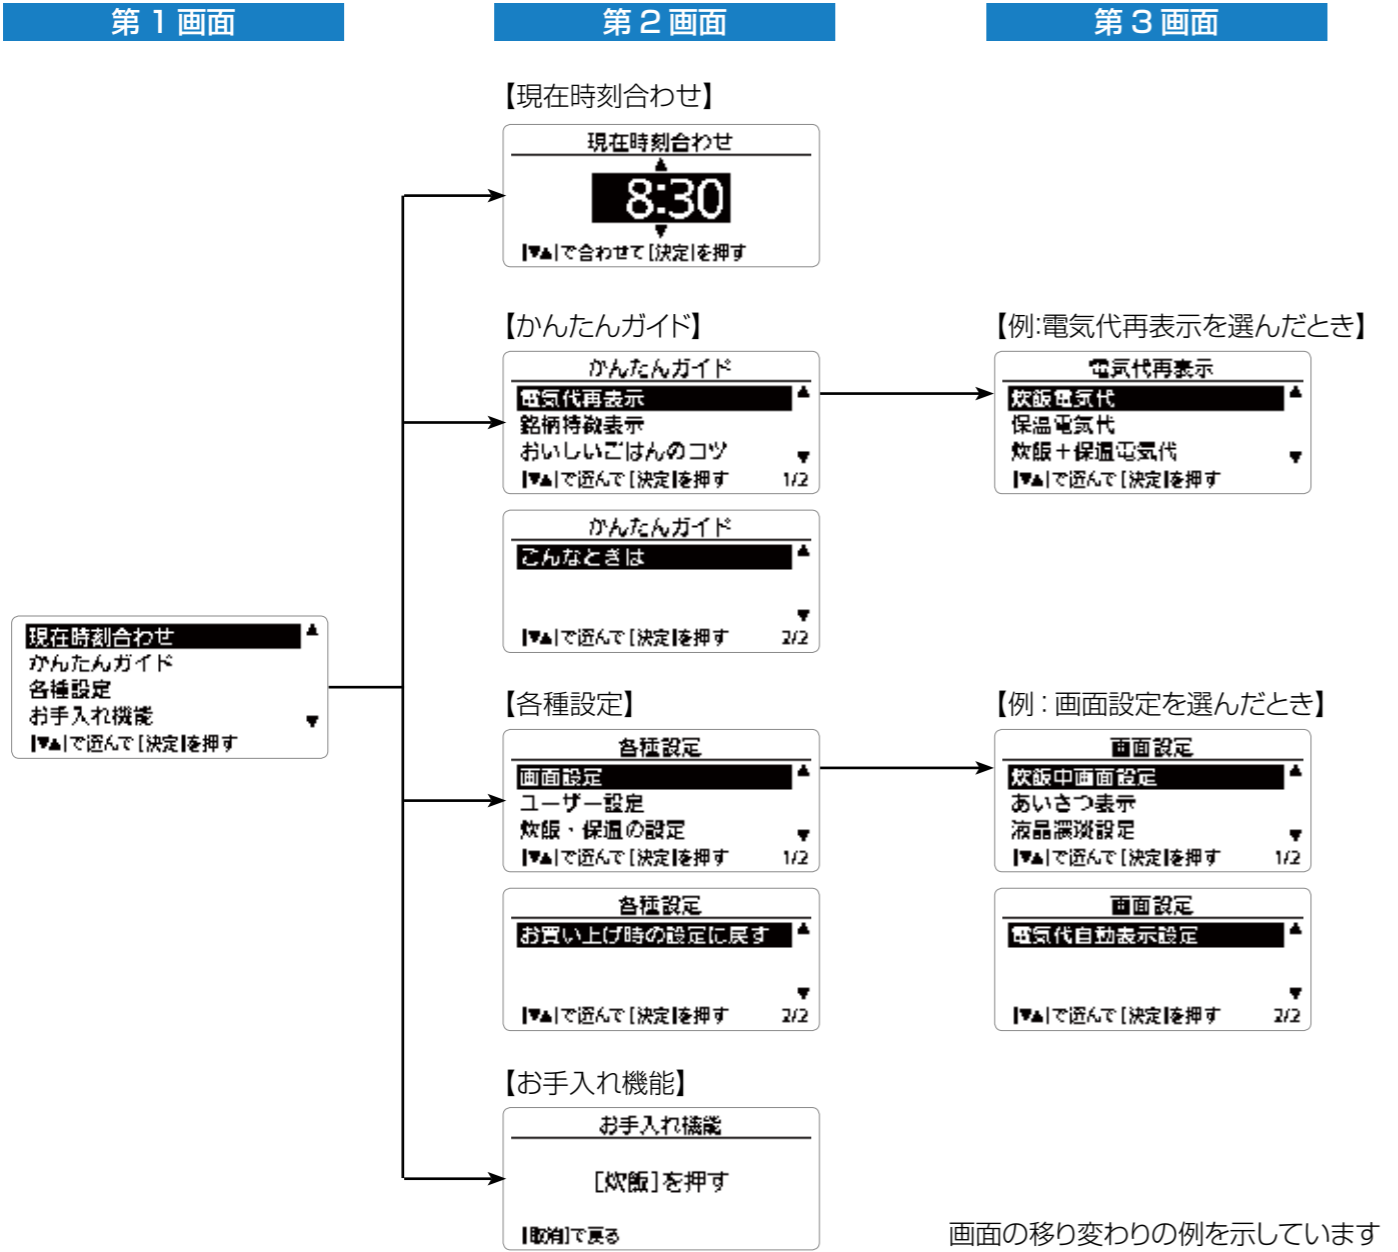 第1画面
第2画面
第3画面
【現在時刻合わせ】
現在時刻合わせ
▲
8:30
▼
[▼▲]で合わせて[決定]を押す
【かんたんガイド】
かんたんガイド
電気代再表示 ▲
銘柄特徴表示
おいしいごはんのコツ ▼
[▼▲]で選んで[決定]を押す 1/2
【例:電気代再表示を選んだとき】
電気代再表示
炊飯電気代 ▲
保温電気代
炊飯+保温電気代 ▼
[▼▲]で選んで[決定]を押す
かんたんガイド
こんなときは ▲
▼
[▼▲]で選んで[決定]を押す 2/2
現在時刻合わせ ▲
かんたんガイド
各種設定
お手入れ機能 ▼
[▼▲]で選んで[決定]を押す
【各種設定】
各種設定
画面設定 ▲
ユーザー設定
炊飯・保温の設定 ▼
[▼▲]で選んで[決定]を押す 1/2
【例:画面設定を選んだとき】
画面設定
炊飯中画面設定 ▲
あいさつ表示
液晶濃淡設定 ▼
[▼▲]で選んで[決定]を押す 1/2
各種設定
お買い上げ時の設定に戻す ▲
▼
[▼▲]で選んで[決定]を押す 2/2
画面設定
電気代自動表示設定 ▲
▼
[▼▲]で選んで[決定]を押す 2/2
【お手入れ機能】
お手入れ機能
[炊飯]を押す
[取消]で戻る
画面の移り変わりの例を示しています